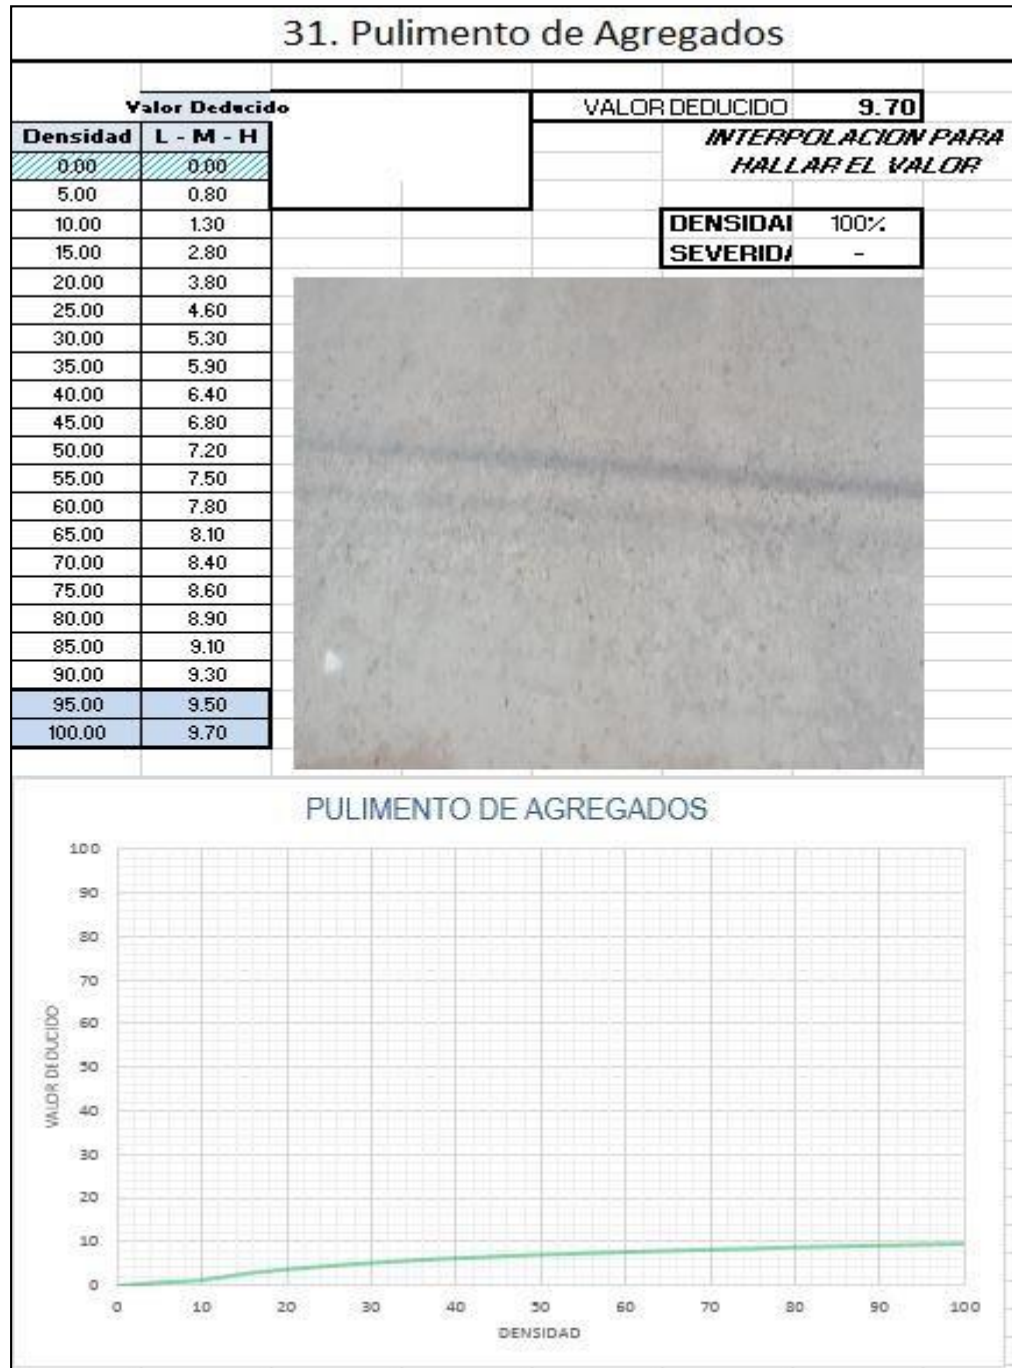 31. Pulimento de Agregados
Valor Deducido
VALOR DEDUCIDO 9.70
Densidad L - M - H
INTERPOLACION PARA
HALLAR EL VALOR
0.00 0.00
5.00 0.80
10.00 1.30
DENSIDAI 100%
15.00 2.80
SEVERIDA -
20.00 3.80
25.00 4.60
30.00 5.30
35.00 5.90
40.00 6.40
45.00 6.80
50.00 7.20
55.00 7.50
60.00 7.80
65.00 8.10
70.00 8.40
75.00 8.60
80.00 8.90
85.00 9.10
90.00 9.30
95.00 9.50
100.00 9.70
PULIMENTO DE AGREGADOS
100
90
80
70
60
50
40
30
20
10
0
VALOR DEDUCIDO
0 10 20 30 40 50 60 70 80 90 100
DENSIDAD